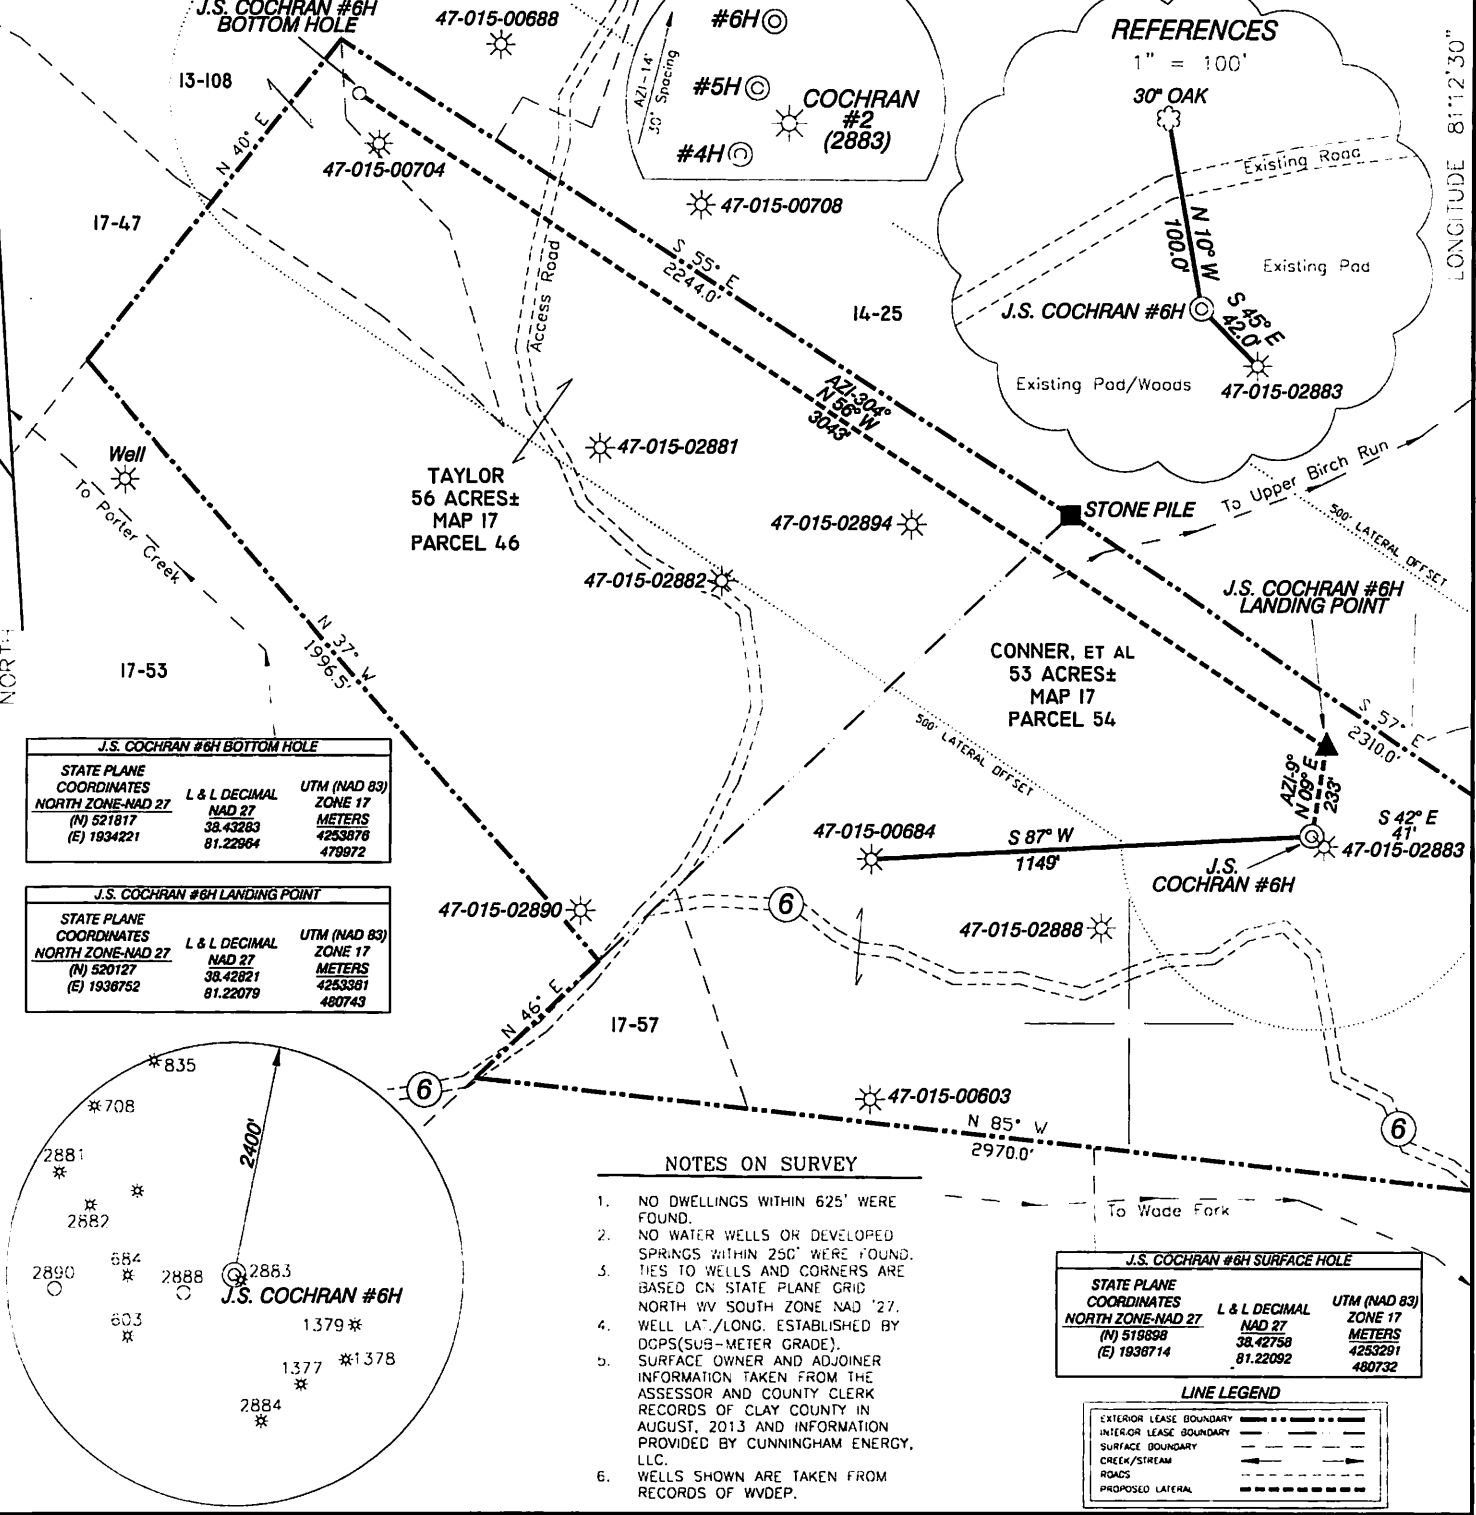 J.S. COCHRAN #6H
BOTTOM HOLE
47-015-00688
13-108
N 40° E
47-015-00704
17-47
#6H
#5H
#4H
AZI-14°
30" Spacing
COCHRAN
#2
(2883)
47-015-00708
REFERENCES
1" = 100'
30" OAK
Existing Road
N 10° W
100.0'
Existing Pad
J.S. COCHRAN #6H
S 45° E
42.0'
Existing Pad/Woods
47-015-02883
LONGITUDE 81°12'30"
Access Road
S 55° E
2244.0'
14-25
AZI-304°
N 56° W
3043'
Well
To Porter Creek
TAYLOR
56 ACRES±
MAP 17
PARCEL 46
47-015-02881
47-015-02894
47-015-02882
STONE PILE
To Upper Birch Run
500' LATERAL OFFSET
J.S. COCHRAN #6H
LANDING POINT
N 37° W
1996.5'
17-53
NORTH
CONNER, ET AL
53 ACRES±
MAP 17
PARCEL 54
500' LATERAL OFFSET
S 57° E
2310.0'
AZI-9°
N 09° E
233'
S 42° E
41'
47-015-02883
J.S.
COCHRAN #6H
47-015-00684
S 87° W
1149'
J.S. COCHRAN #6H BOTTOM HOLE
STATE PLANE
COORDINATES
NORTH ZONE-NAD 27
(N) 521817
(E) 1934221
L & L DECIMAL
NAD 27
38.43283
81.22964
UTM (NAD 83)
ZONE 17
METERS
4253876
479972
J.S. COCHRAN #6H LANDING POINT
STATE PLANE
COORDINATES
NORTH ZONE-NAD 27
(N) 520127
(E) 1936752
L & L DECIMAL
NAD 27
38.42821
81.22079
UTM (NAD 83)
ZONE 17
METERS
4253361
480743
47-015-02890
6
47-015-02888
N 46° E
17-57
6
47-015-00603
N 85° W
2970.0'
6
To Wade Fork
835
708
2400'
2881
2882
684
2890
2888
2883
J.S. COCHRAN #6H
603
1379
1378
1377
2884
NOTES ON SURVEY
1. NO DWELLINGS WITHIN 625' WERE
FOUND.
2. NO WATER WELLS OR DEVELOPED
SPRINGS WITHIN 250' WERE FOUND.
3. TIES TO WELLS AND CORNERS ARE
BASED ON STATE PLANE GRID
NORTH WV SOUTH ZONE NAD '27.
4. WELL LAT./LONG. ESTABLISHED BY
DGPS(SUB-METER GRADE).
5. SURFACE OWNER AND ADJOINER
INFORMATION TAKEN FROM THE
ASSESSOR AND COUNTY CLERK
RECORDS OF CLAY COUNTY IN
AUGUST, 2013 AND INFORMATION
PROVIDED BY CUNNINGHAM ENERGY,
LLC.
6. WELLS SHOWN ARE TAKEN FROM
RECORDS OF WVDEP.
J.S. COCHRAN #6H SURFACE HOLE
STATE PLANE
COORDINATES
NORTH ZONE-NAD 27
(N) 519898
(E) 1936714
L & L DECIMAL
NAD 27
38.42758
81.22092
UTM (NAD 83)
ZONE 17
METERS
4253291
480732
LINE LEGEND
EXTERIOR LEASE BOUNDARY
INTERIOR LEASE BOUNDARY
SURFACE BOUNDARY
CREEK/STREAM
ROADS
PROPOSED LATERAL